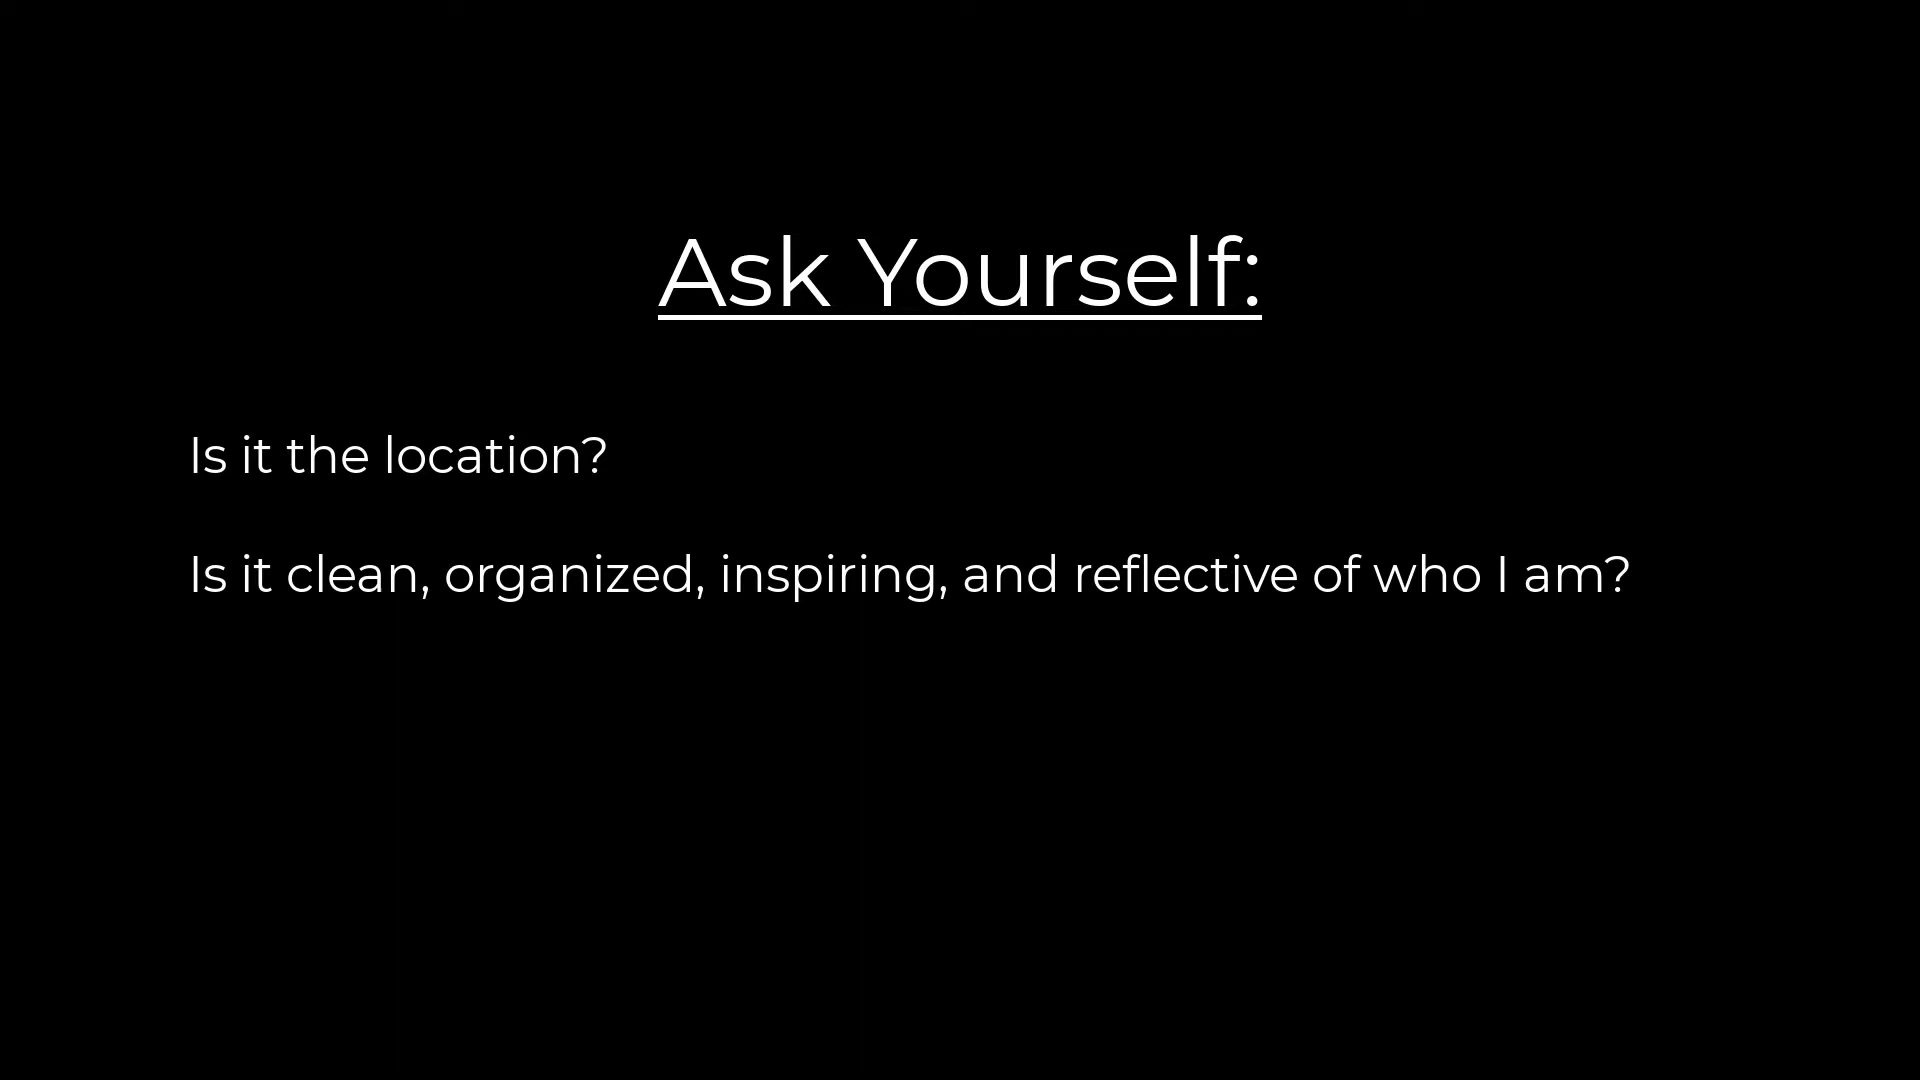 Ask Yourself:
Is it the location?
Is it clean, organized, inspiring, and reflective of who I am?